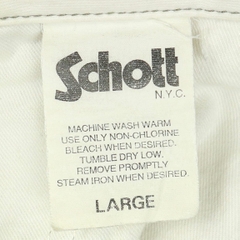 Schott
N.Y.C.
MACHINE WASH WARM
USE ONLY NON-CHLORINE
BLEACH WHEN DESIRED.
TUMBLE DRY LOW.
REMOVE PROMPTLY
STEAM IRON WHEN DESIRED.
LARGE